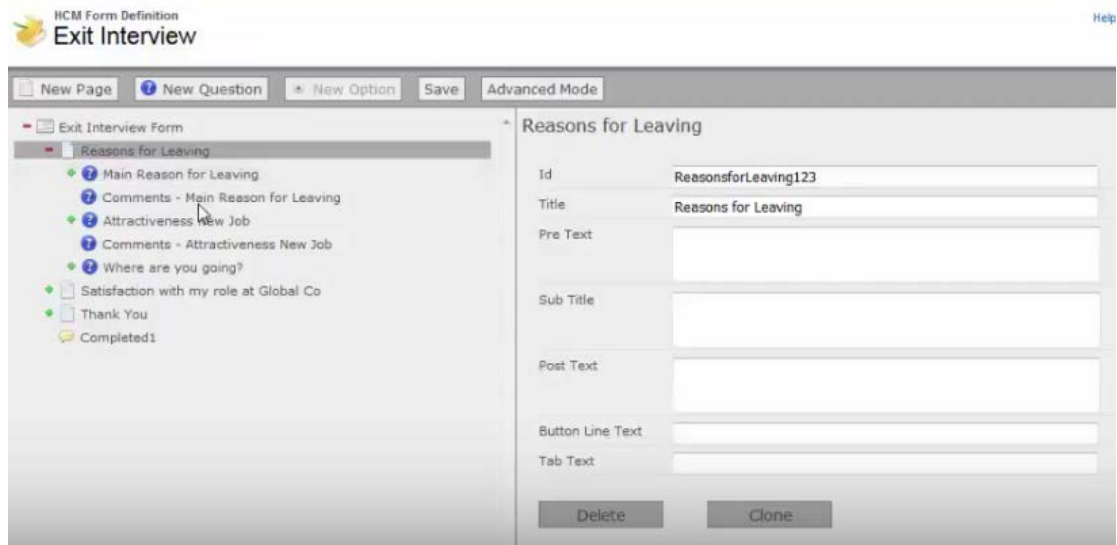 HCM Form Definition
Help
Exit Interview
New Page
New Question
New Option
Save
Advanced Mode
Exit Interview Form
Reasons for Leaving
Main Reason for Leaving
Comments - Main Reason for Leaving
Attractiveness New Job
Comments - Attractiveness New Job
Where are you going?
Satisfaction with my role at Global Co
Thank You
Completed1
Reasons for Leaving
Id
ReasonsforLeaving123
Title
Reasons for Leaving
Pre Text
Sub Title
Post Text
Button Line Text
Tab Text
Delete
Clone